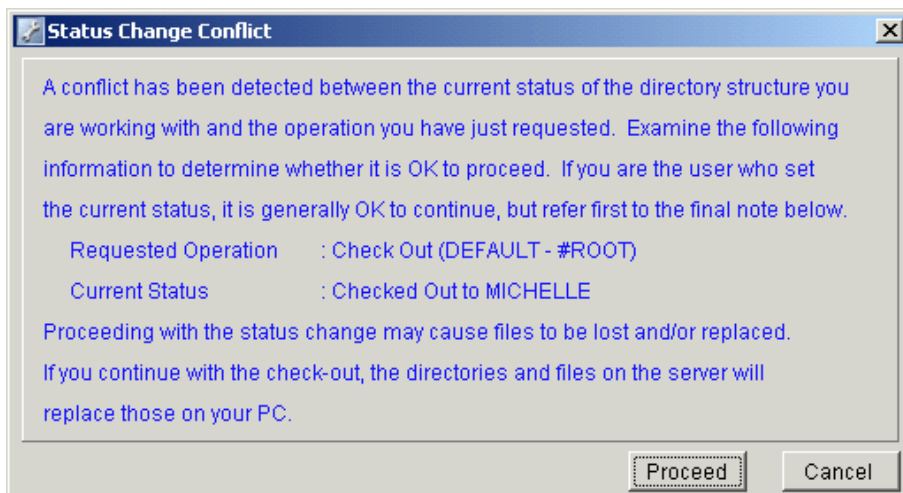 Status Change Conflict
A conflict has been detected between the current status of the directory structure you
are working with and the operation you have just requested.  Examine the following
information to determine whether it is OK to proceed.  If you are the user who set
the current status, it is generally OK to continue, but refer first to the final note below.
Requested Operation : Check Out (DEFAULT - #ROOT)
Current Status : Checked Out to MICHELLE
Proceeding with the status change may cause files to be lost and/or replaced.
If you continue with the check-out, the directories and files on the server will
replace those on your PC.
Proceed Cancel